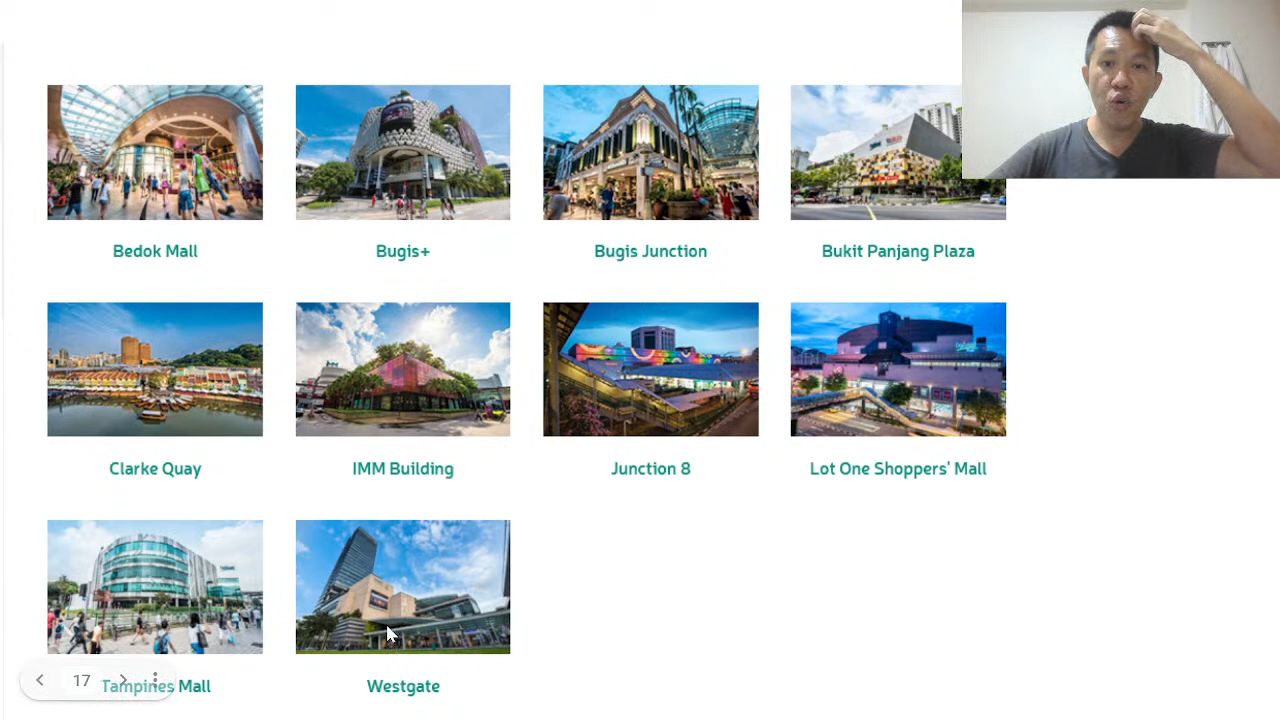 Bedok Mall
Bugis+
Bugis Junction
Bukit Panjang Plaza
Clarke Quay
IMM Building
Junction 8
Lot One Shoppers' Mall
Tampines Mall
Westgate
17